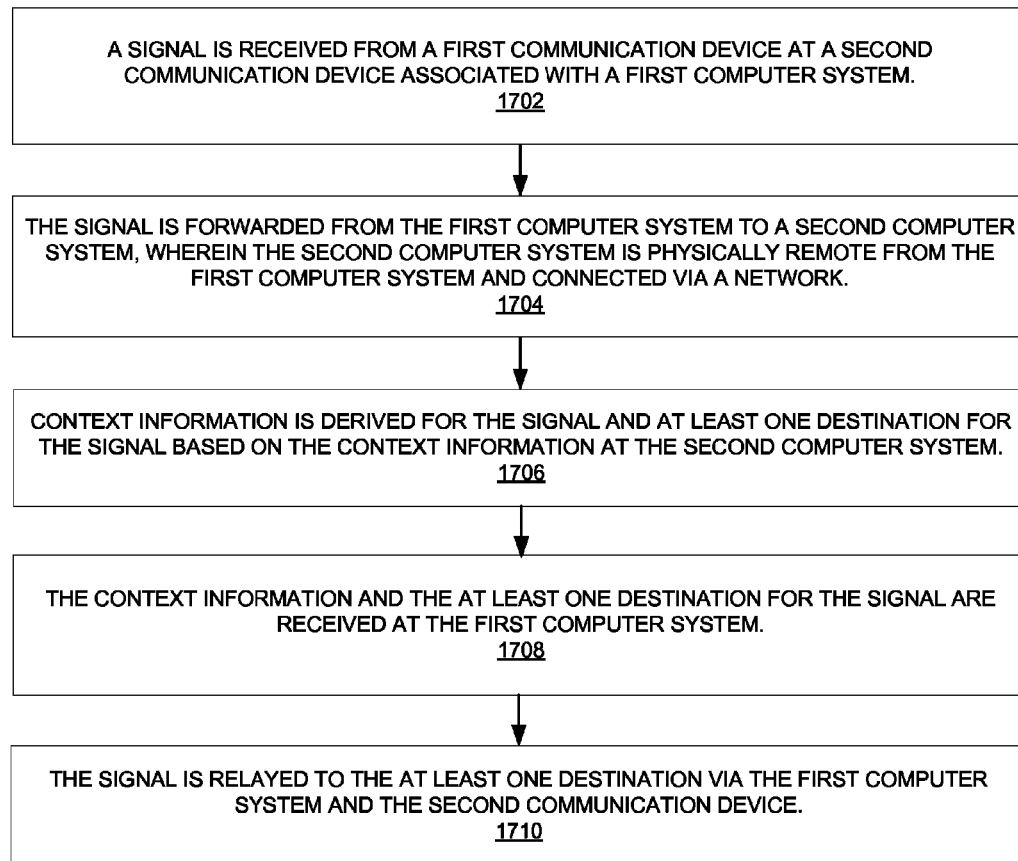 A SIGNAL IS RECEIVED FROM A FIRST COMMUNICATION DEVICE AT A SECOND
COMMUNICATION DEVICE ASSOCIATED WITH A FIRST COMPUTER SYSTEM.
1702
THE SIGNAL IS FORWARDED FROM THE FIRST COMPUTER SYSTEM TO A SECOND COMPUTER
SYSTEM, WHEREIN THE SECOND COMPUTER SYSTEM IS PHYSICALLY REMOTE FROM THE
FIRST COMPUTER SYSTEM AND CONNECTED VIA A NETWORK.
1704
CONTEXT INFORMATION IS DERIVED FOR THE SIGNAL AND AT LEAST ONE DESTINATION FOR
THE SIGNAL BASED ON THE CONTEXT INFORMATION AT THE SECOND COMPUTER SYSTEM.
1706
THE CONTEXT INFORMATION AND THE AT LEAST ONE DESTINATION FOR THE SIGNAL ARE
RECEIVED AT THE FIRST COMPUTER SYSTEM.
1708
THE SIGNAL IS RELAYED TO THE AT LEAST ONE DESTINATION VIA THE FIRST COMPUTER
SYSTEM AND THE SECOND COMMUNICATION DEVICE.
1710